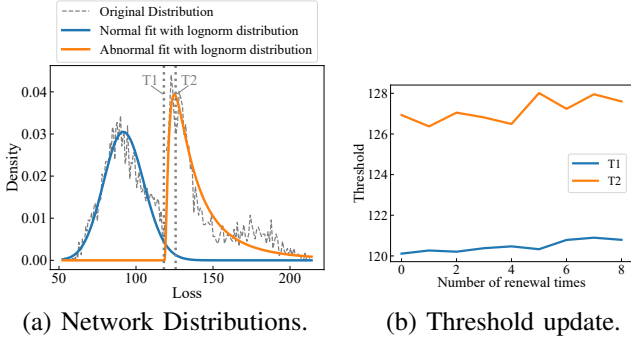 Original Distribution
Normal fit with lognorm distribution
Abnormal fit with lognorm distribution
T1
T2
0.04
0.03
0.02
0.01
0.00
Density
50
100
150
200
Loss
(a) Network Distributions.
128
126
124
122
120
Threshold
T1
T2
0
2
4
6
8
Number of renewal times
(b) Threshold update.